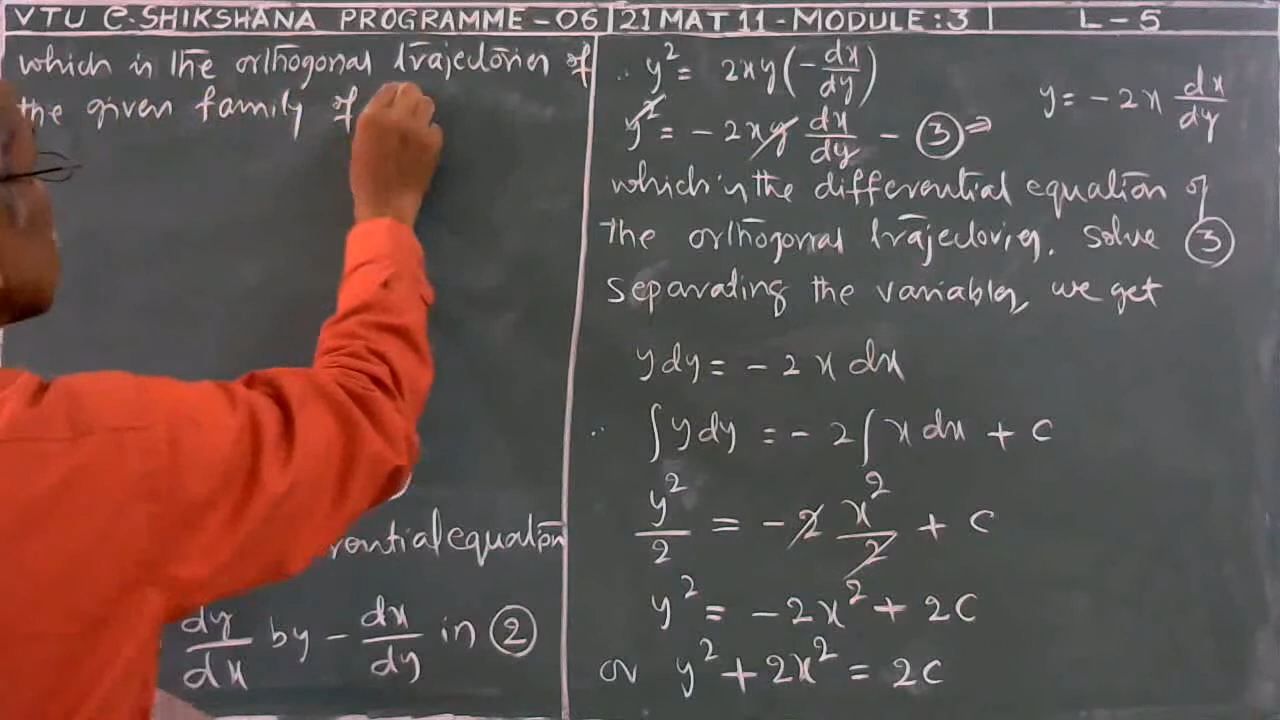 VTU e-SHIKSHANA PROGRAMME-06 | 21MAT11-MODULE:3 | L-5
which is the orthogonal trajectories of
the given family of
rential equation
dy/dx by - dx/dy in ②
∴ y² = 2xy(-dx/dy)
y² = -2xy dx/dy - ③ ⇒
y = -2x dx/dy
which is the differential equation of
the orthogonal trajectories. Solve ③
separating the variables, we get
y dy = -2x dx
∴ ∫y dy = -2∫x dx + c
y²/2 = -2 x²/2 + c
y² = -2x² + 2c
or y² + 2x² = 2c